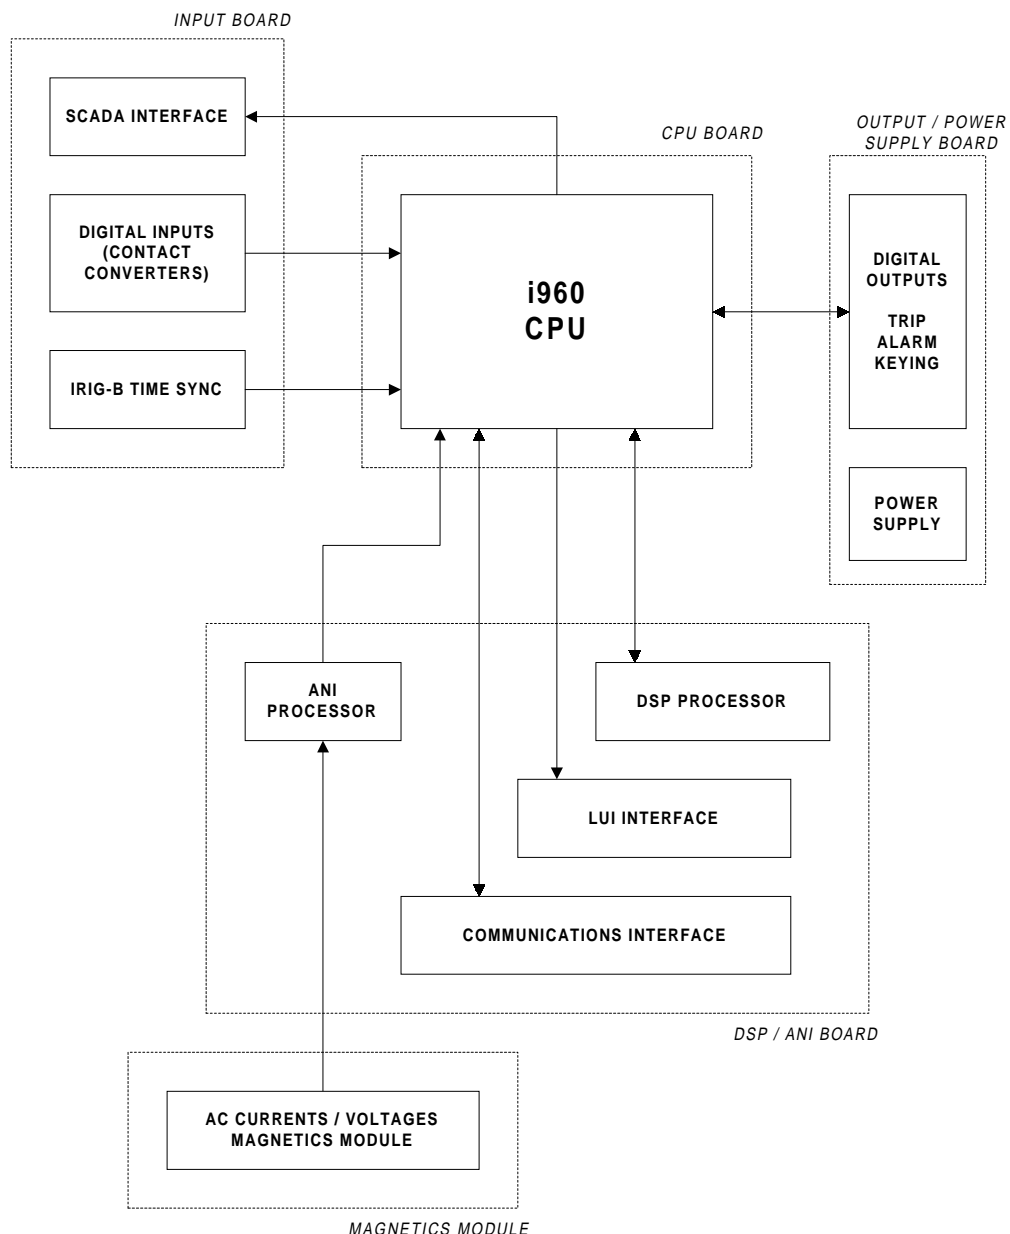 INPUT BOARD
SCADA INTERFACE
DIGITAL INPUTS
(CONTACT
CONVERTERS)
IRIG-B TIME SYNC
CPU BOARD
i960
CPU
OUTPUT / POWER
SUPPLY BOARD
DIGITAL
OUTPUTS
TRIP
ALARM
KEYING
POWER
SUPPLY
ANI
PROCESSOR
DSP PROCESSOR
LUI INTERFACE
COMMUNICATIONS INTERFACE
DSP / ANI BOARD
AC CURRENTS / VOLTAGES
MAGNETICS MODULE
MAGNETICS MODULE